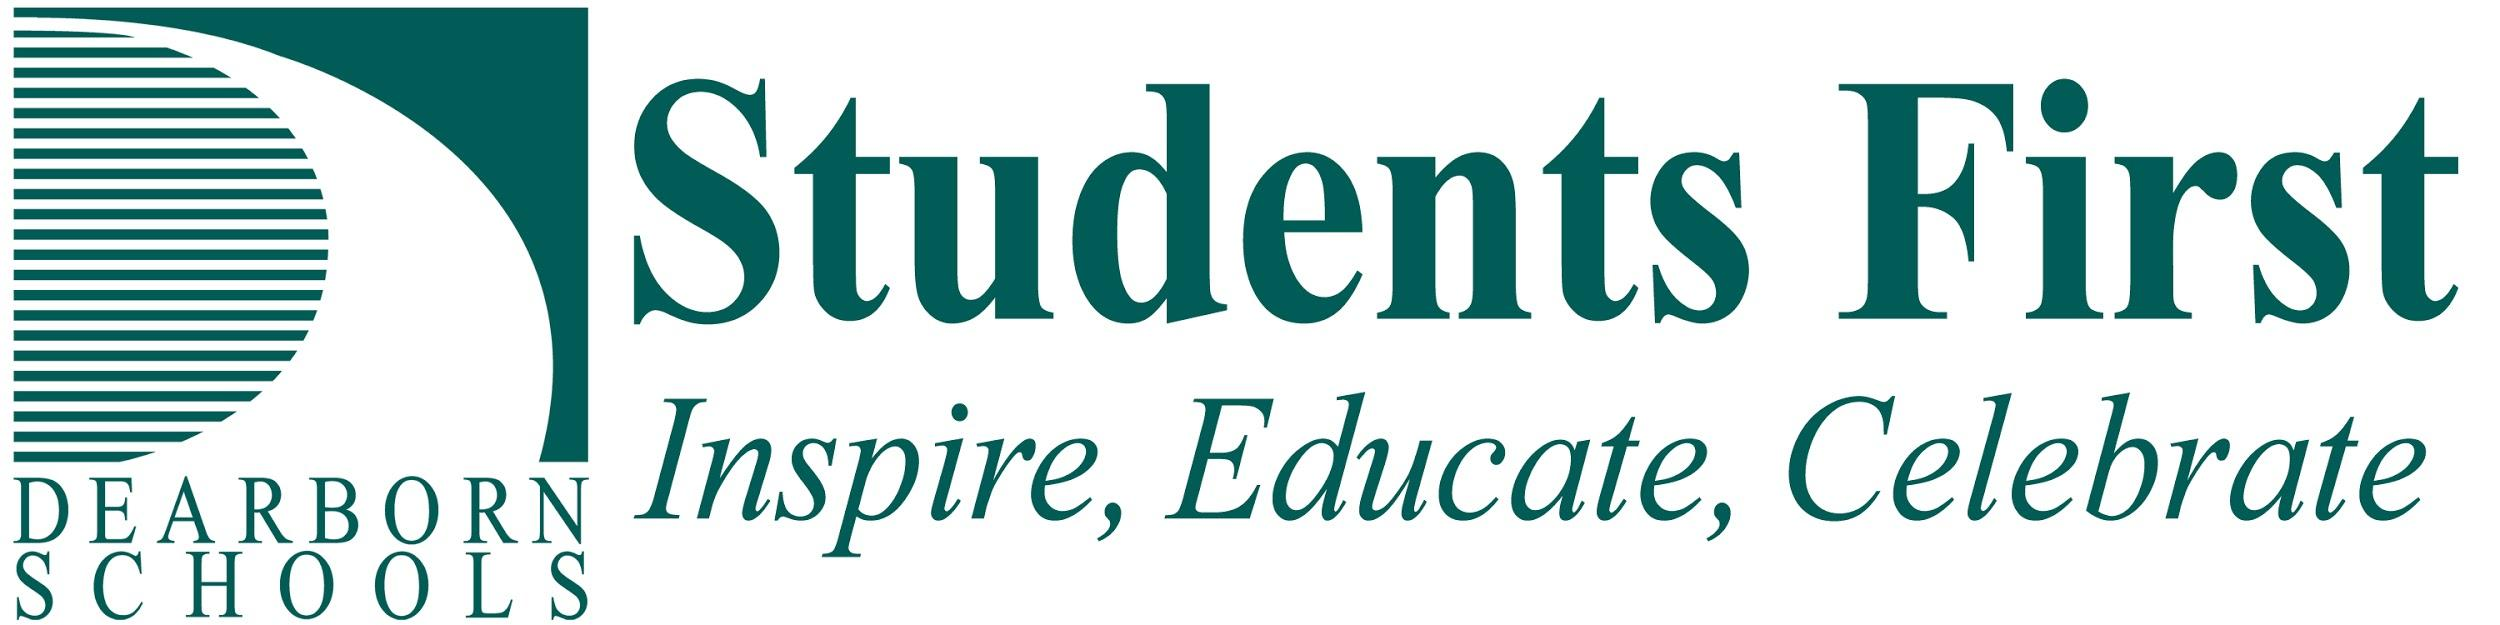 Students First
Inspire, Educate, Celebrate
DEARBORN
SCHOOLS